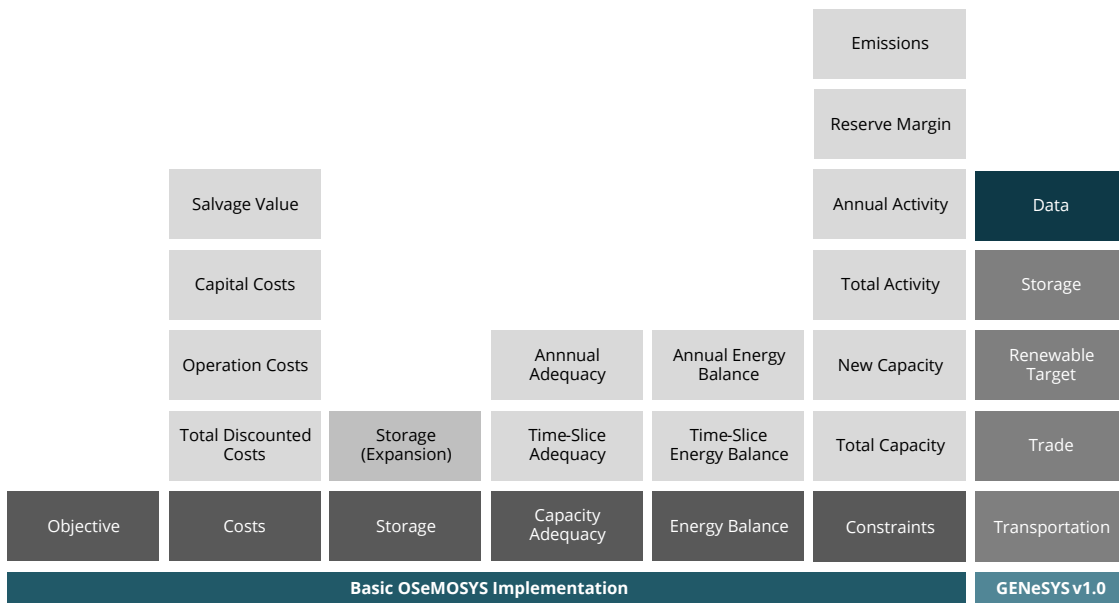 Emissions
Reserve Margin
Salvage Value
Annual Activity
Data
Capital Costs
Total Activity
Storage
Operation Costs
Annnual
Adequacy
Annual Energy
Balance
New Capacity
Renewable
Target
Total Discounted
Costs
Storage
(Expansion)
Time-Slice
Adequacy
Time-Slice
Energy Balance
Total Capacity
Trade
Objective
Costs
Storage
Capacity
Adequacy
Energy Balance
Constraints
Transportation
Basic OSeMOSYS Implementation
GENeSYS v1.0